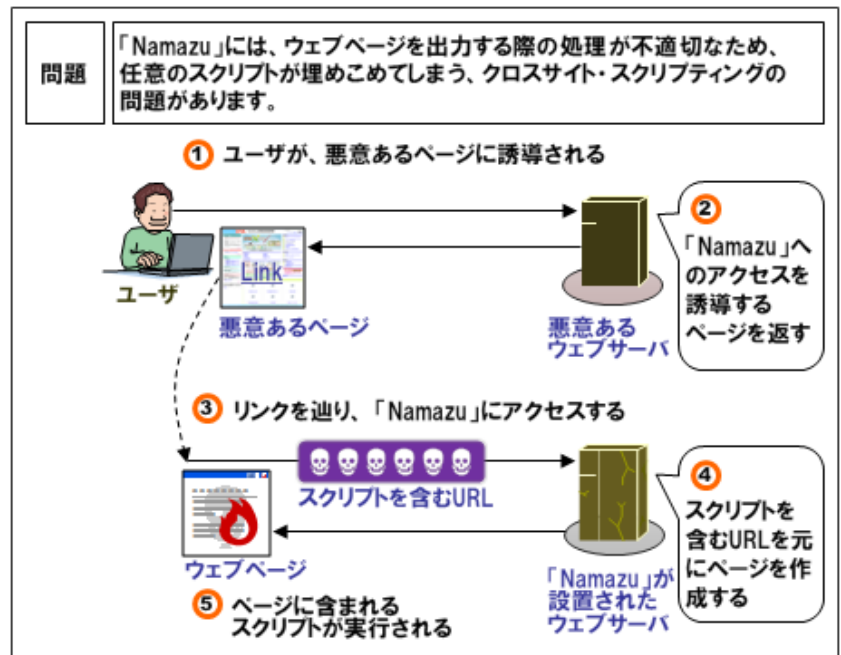 問題
「Namazu」には、ウェブページを出力する際の処理が不適切なため、
任意のスクリプトが埋めこめてしまう、クロスサイト・スクリプティングの
問題があります。
① ユーザが、悪意あるページに誘導される
②
「Namazu」へ
のアクセスを
誘導する
ページを返す
Link
ユーザ
悪意あるページ
悪意ある
ウェブサーバ
③ リンクを辿り、「Namazu」にアクセスする
スクリプトを含むURL
④
スクリプトを
含むURLを元
にページを作
成する
ウェブページ
「Namazu」が
設置された
ウェブサーバ
⑤ ページに含まれる
スクリプトが実行される